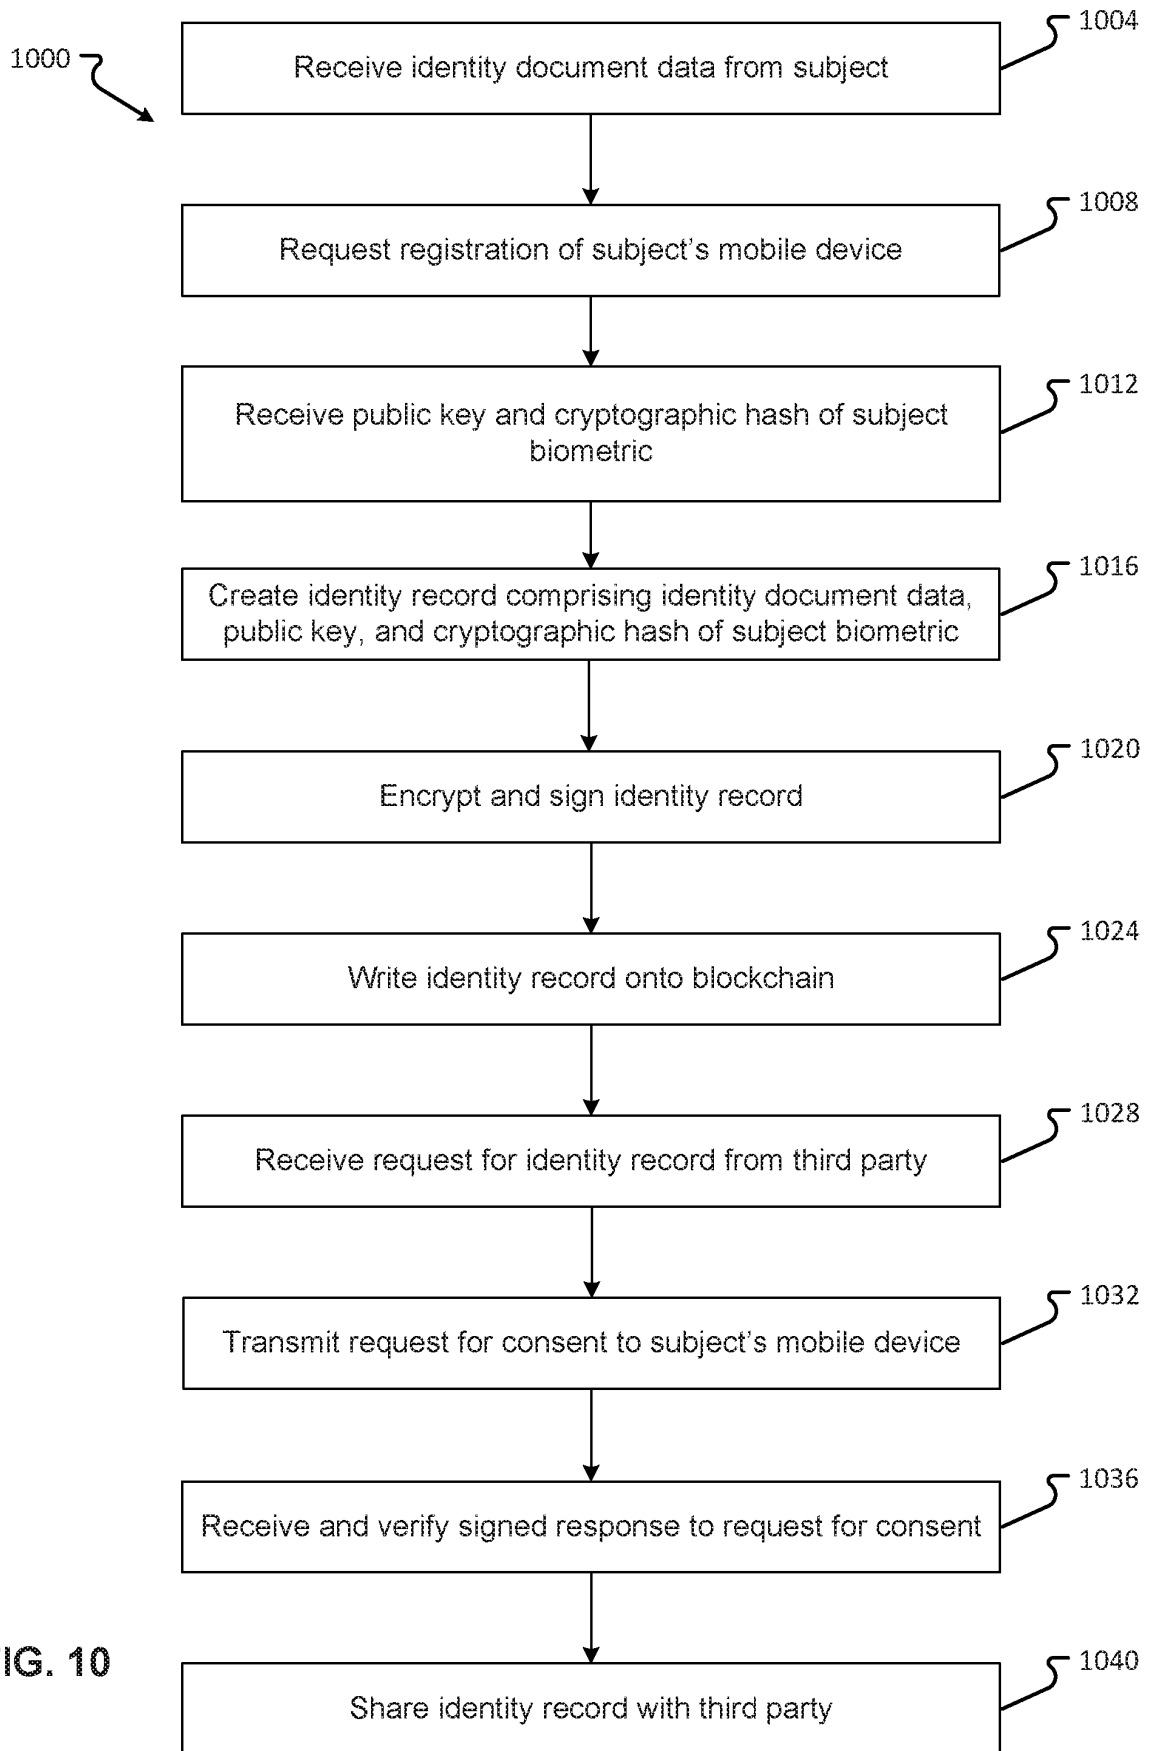 1004
1000
Receive identity document data from subject
1008
Request registration of subject's mobile device
1012
Receive public key and cryptographic hash of subject
biometric
1016
Create identity record comprising identity document data,
public key, and cryptographic hash of subject biometric
1020
Encrypt and sign identity record
1024
Write identity record onto blockchain
1028
Receive request for identity record from third party
1032
Transmit request for consent to subject's mobile device
1036
Receive and verify signed response to request for consent
IG. 10
1040
Share identity record with third party